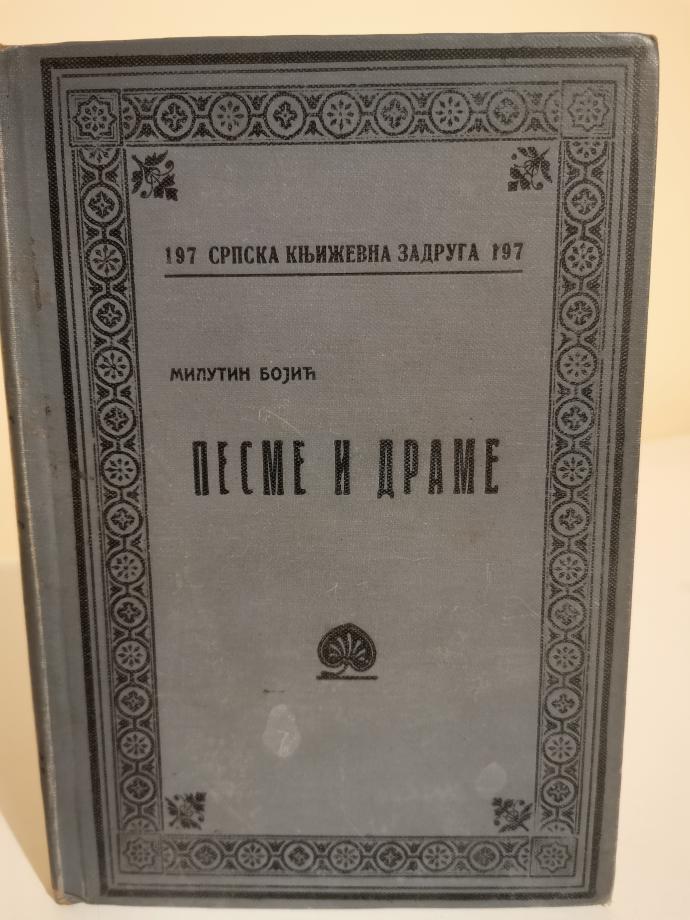 197 СРПСКА КЊИЖЕВНА ЗАДРУГА 197
МИЛУТИН БОЈИЋ
ПЕСМЕ И ДРАМЕ